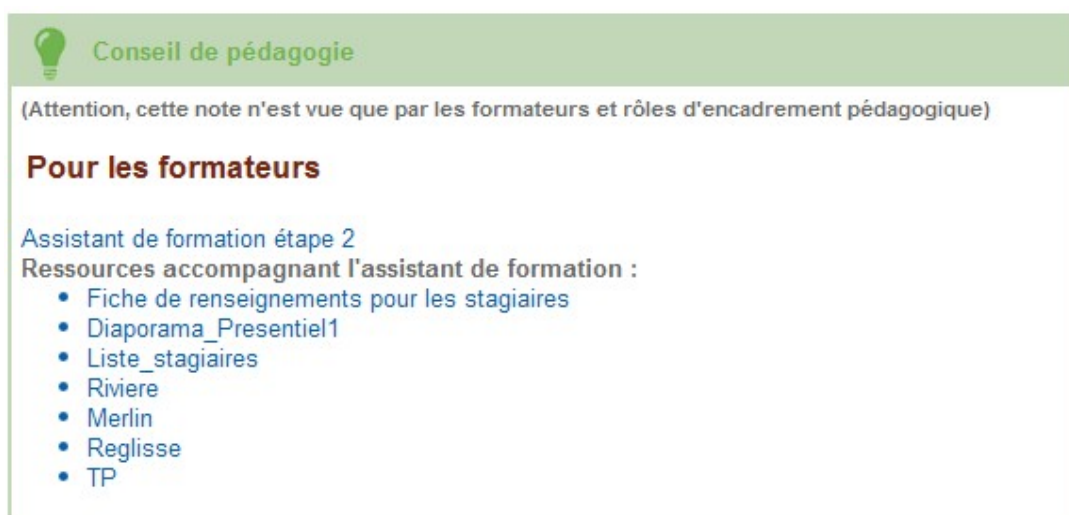 Conseil de pédagogie
(Attention, cette note n'est vue que par les formateurs et rôles d'encadrement pédagogique)
Pour les formateurs
Assistant de formation étape 2
Ressources accompagnant l'assistant de formation :
• Fiche de renseignements pour les stagiaires
• Diaporama_Presentiel1
• Liste_stagiaires
• Riviere
• Merlin
• Reglisse
• TP